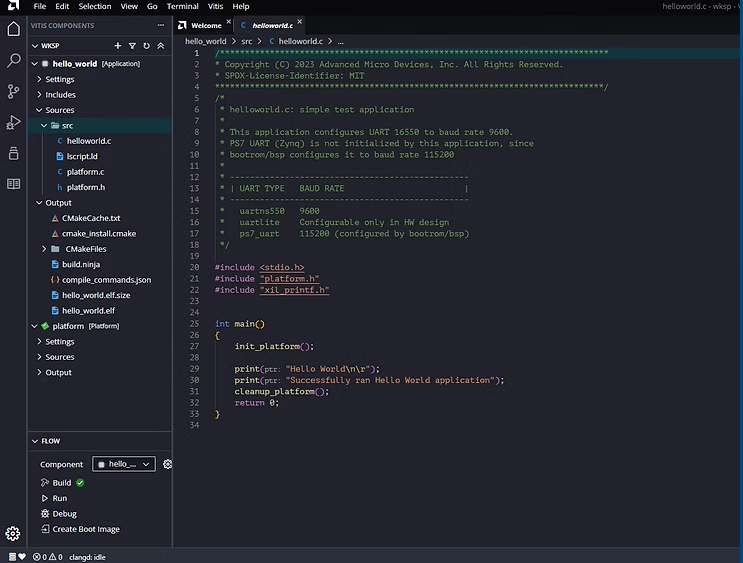 File Edit Selection View Go Terminal Vitis Help
helloworld.c - wksp -
VITIS COMPONENTS
WKSP
hello_world [Application]
Settings
Includes
Sources
src
helloworld.c
lscript.ld
platform.c
platform.h
Output
CMakeCache.txt
cmake_install.cmake
CMakeFiles
build.ninja
compile_commands.json
hello_world.elf.size
hello_world.elf
platform [Platform]
Settings
Sources
Output
FLOW
Component hello_...
Build
Run
Debug
Create Boot Image
Welcome
helloworld.c
hello_world > src > C helloworld.c > ...
1 /******************************************************************************
2 * Copyright (C) 2023 Advanced Micro Devices, Inc. All Rights Reserved.
3 * SPDX-License-Identifier: MIT
4 ******************************************************************************/
5 /*
6 * helloworld.c: simple test application
7 *
8 * This application configures UART 16550 to baud rate 9600.
9 * PS7 UART (Zynq) is not initialized by this application, since
10 * bootrom/bsp configures it to baud rate 115200
11 *
12 * ------------------------------------------------
13 * | UART TYPE BAUD RATE |
14 * ------------------------------------------------
15 * uartns550 9600
16 * uartlite Configurable only in HW design
17 * ps7_uart 115200 (configured by bootrom/bsp)
18 */
19
20 #include <stdio.h>
21 #include "platform.h"
22 #include "xil_printf.h"
23
24
25 int main()
26 {
27 init_platform();
28
29 print(ptr: "Hello World\n\r");
30 print(ptr: "Successfully ran Hello World application");
31 cleanup_platform();
32 return 0;
33 }
34
0 0 clangd: idle